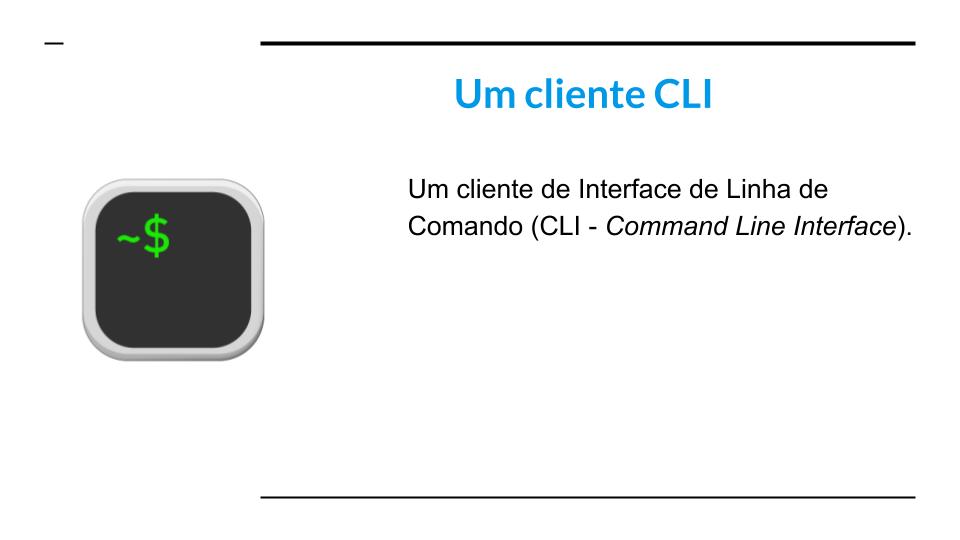 Um cliente CLI
~$
Um cliente de Interface de Linha de
Comando (CLI - Command Line Interface).